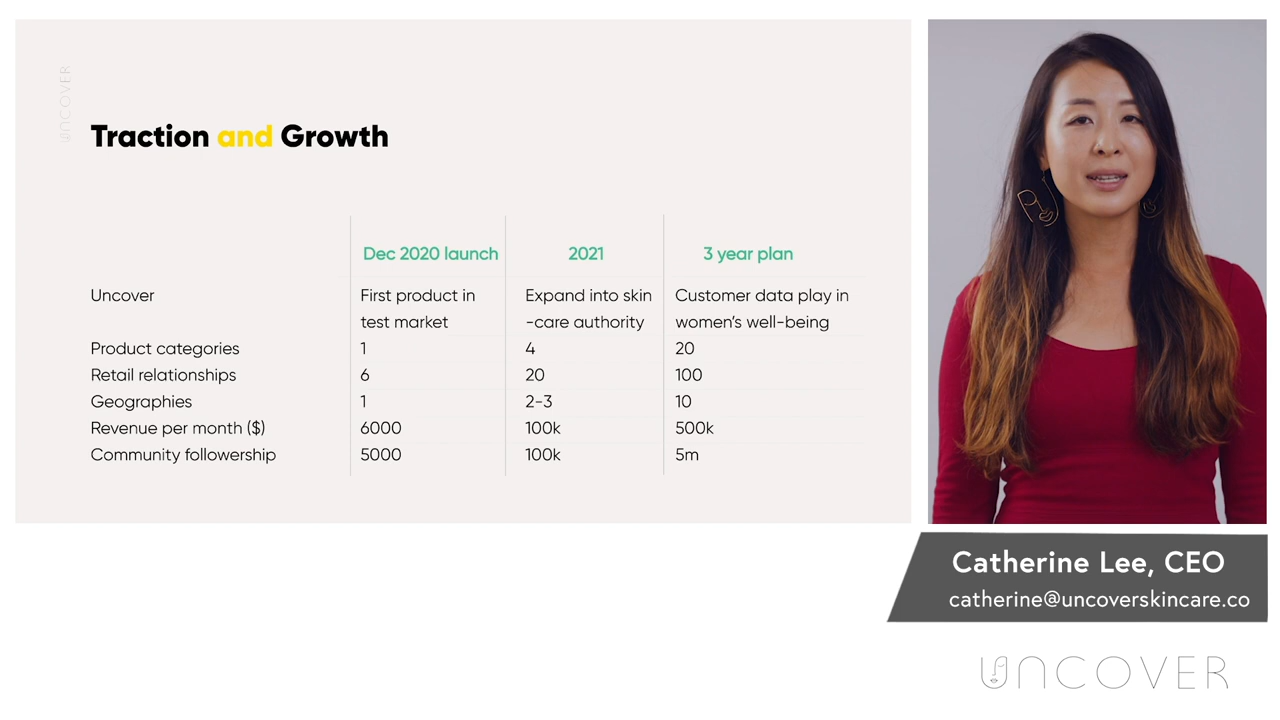 UNCOVER
Traction and Growth
Dec 2020 launch 2021 3 year plan
Uncover First product in Expand into skin Customer data play in
test market -care authority women’s well-being
Product categories 1 4 20
Retail relationships 6 20 100
Geographies 1 2-3 10
Revenue per month ($) 6000 100k 500k
Community followership 5000 100k 5m
Catherine Lee, CEO
catherine@uncoverskincare.co
UNCOVER